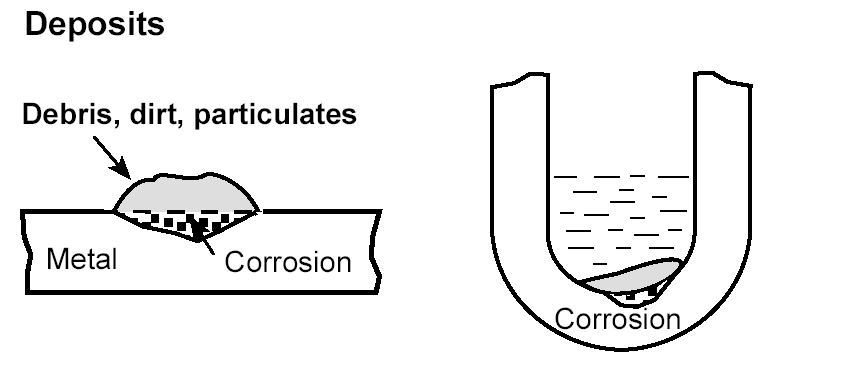 Deposits
Debris, dirt, particulates
Metal
Corrosion
Corrosion